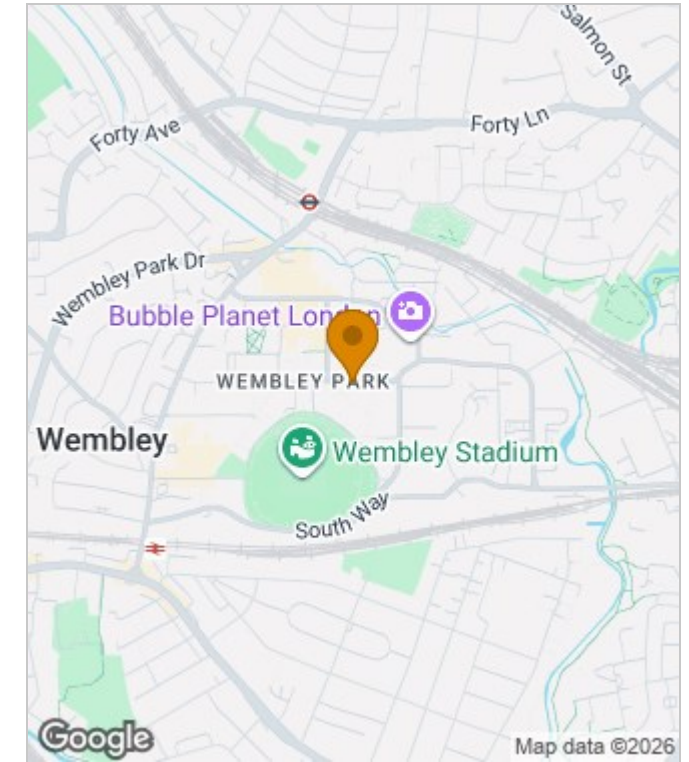 Salmon St
Forty Ave
Forty Ln
Wembley Park Dr
Bubble Planet London
WEMBLEY PARK
Wembley
Wembley Stadium
South Way
Google
Map data ©2026